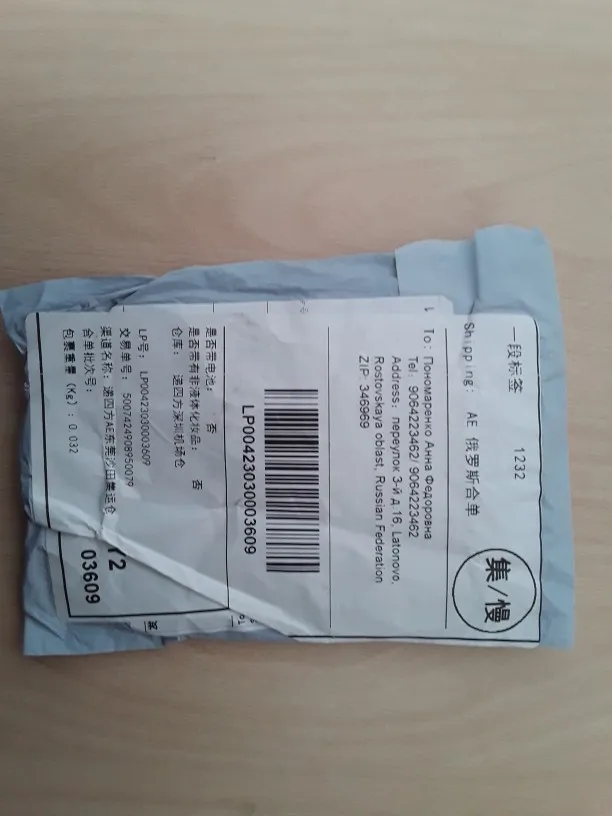 一段标签 1232
Shipping: AE 俄罗斯合单
集/慢
To: Пономаренко Анна Федоровна
Tel: 9064223462/ 9064223462
Address: переулок 3-й д.16, Latonovo,
Rostovskaya oblast, Russian Federation
ZIP: 346969
LP00423030003609
是否带电池: 否
是否带有非液体化妆品: 否
仓库: 递四方深圳机场仓
LP号: LP00423030003609
交易单号: 5007424908950079
渠道名称: 递四方AE东莞沙田集运仓
合单批次号:
包裹重量 (Kg): 0.032
03609